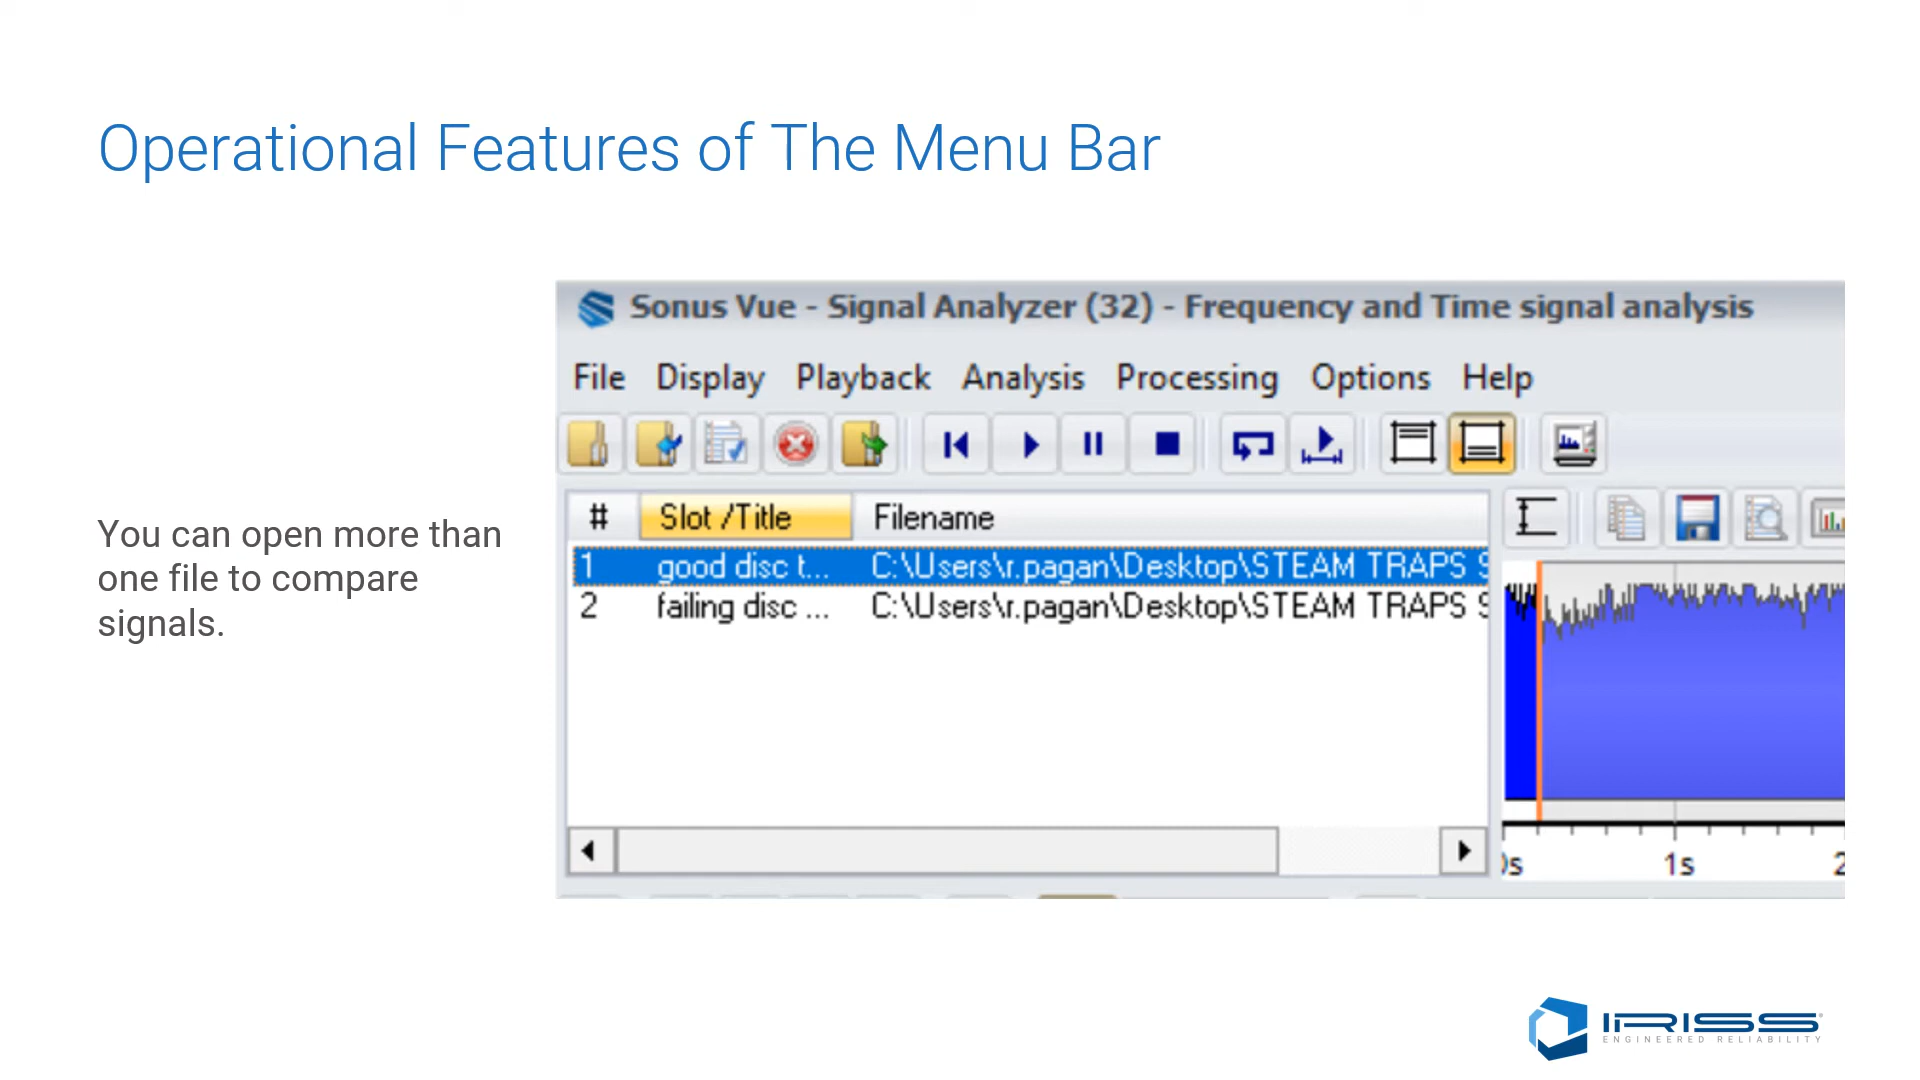 Operational Features of The Menu Bar
Sonus Vue - Signal Analyzer (32) - Frequency and Time signal analysis
File Display Playback Analysis Processing Options Help
You can open more than
one file to compare
signals.
# Slot /Title Filename
1 good disc t... C:\Users\r.pagan\Desktop\STEAM TRAPS S
2 failing disc ... C:\Users\r.pagan\Desktop\STEAM TRAPS S
0s 1s 2
IRISS
ENGINEERED RELIABILITY